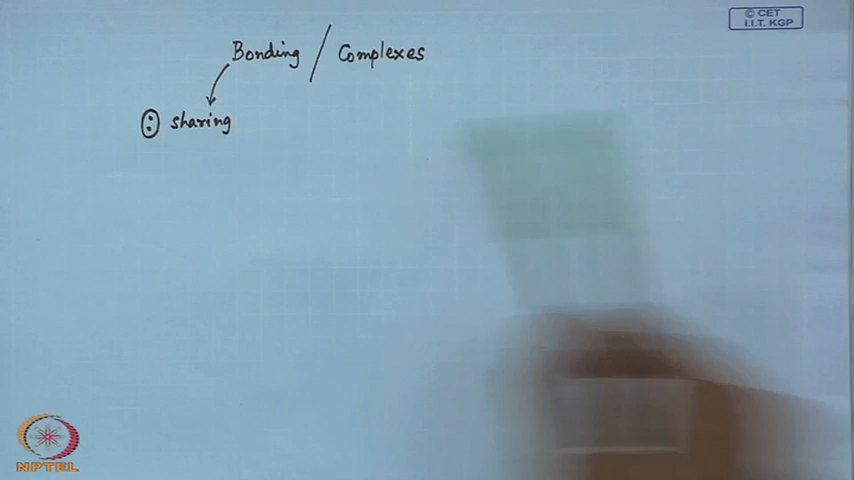 © CET
I.I.T. KGP
Bonding / Complexes
: sharing
NPTEL